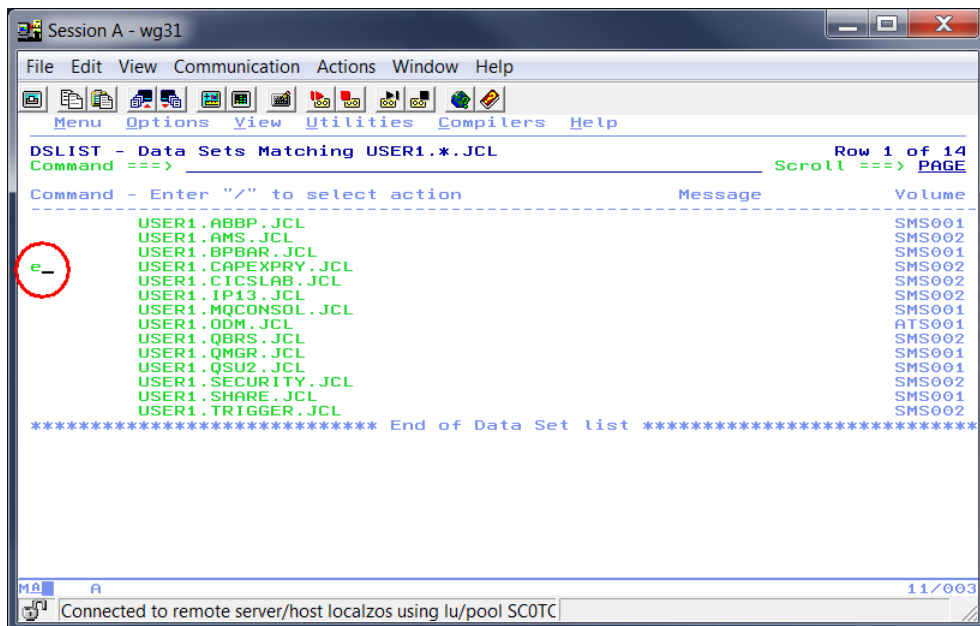 Session A - wg31
File Edit View Communication Actions Window Help
Menu Options View Utilities Compilers Help
DSLIST - Data Sets Matching USER1.*.JCL Row 1 of 14
Command ===> Scroll ===> PAGE
Command - Enter "/" to select action Message Volume
USER1.ABBP.JCL SMS001
USER1.AMS.JCL SMS002
USER1.BPBAR.JCL SMS001
e USER1.CAPEXPRY.JCL SMS002
USER1.CICSLAB.JCL SMS002
USER1.IP13.JCL SMS002
USER1.MQCONSOL.JCL SMS001
USER1.ODM.JCL ATS001
USER1.QBRS.JCL SMS002
USER1.QMGR.JCL SMS001
USER1.QSU2.JCL SMS001
USER1.SECURITY.JCL SMS002
USER1.SHARE.JCL SMS001
USER1.TRIGGER.JCL SMS002
***************************** End of Data Set list ****************************
MA A 11/003
Connected to remote server/host localzos using lu/pool SC0TC